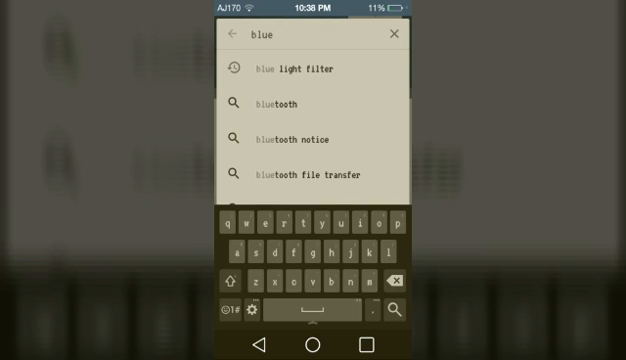 AJ170 10:38 PM 11%
blue
blue light filter
bluetooth
bluetooth notice
bluetooth file transfer
q w e r t y u i o p
a s d f g h j k l
z x c v b n m
1# .